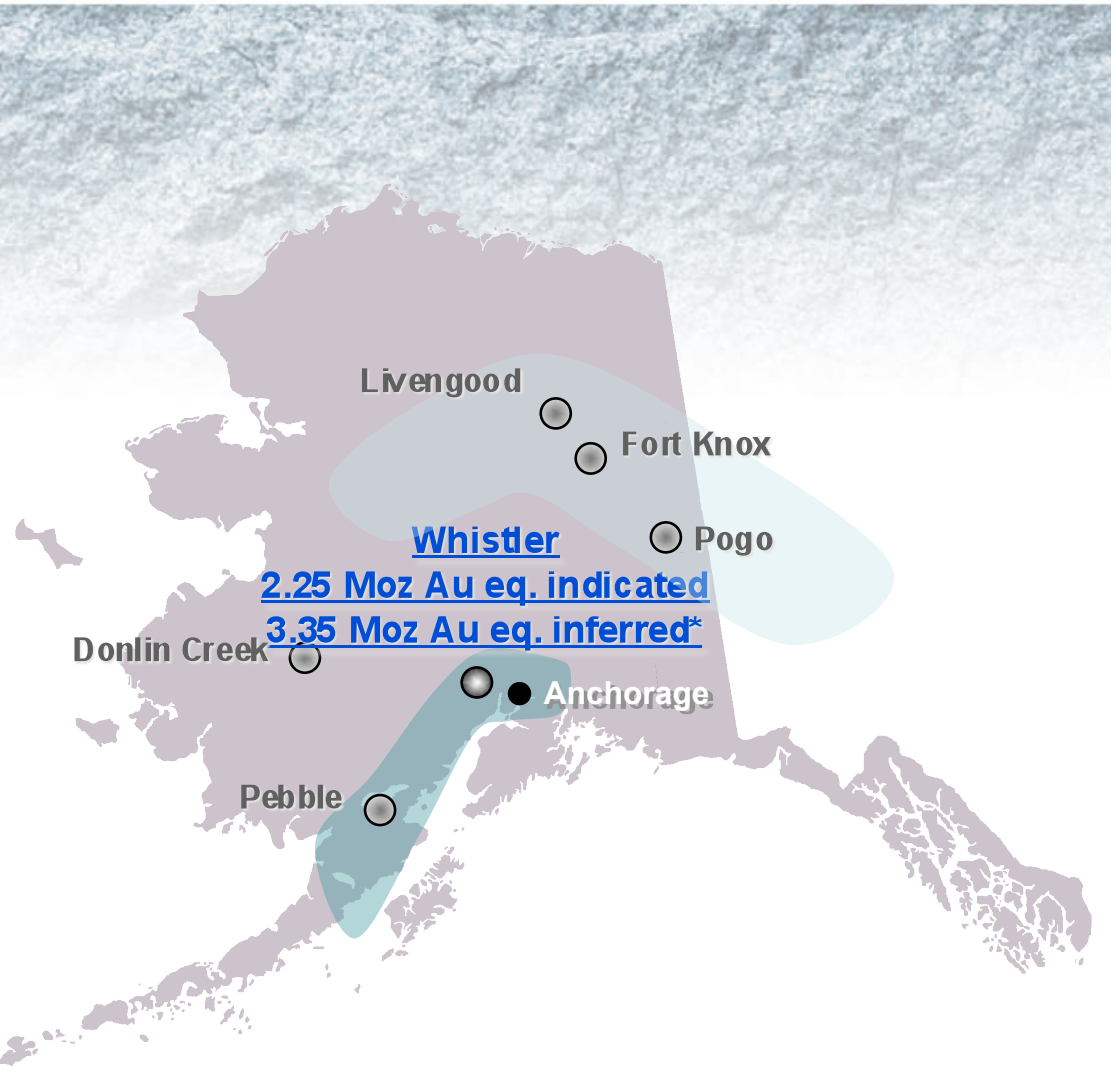 Livengood
Fort Knox
Whistler
Pogo
2.25 Moz Au eq. indicated
3.35 Moz Au eq. inferred*
Donlin Creek
Anchorage
Pebble